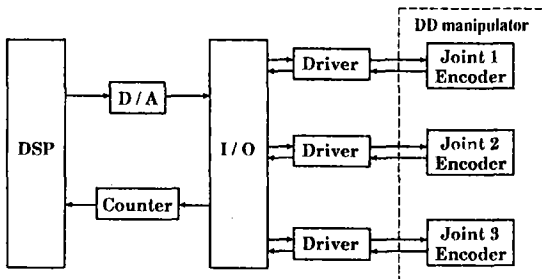 DD manipulator
Driver
Joint 1
Encoder
D / A
DSP
I / O
Driver
Joint 2
Encoder
Counter
Driver
Joint 3
Encoder